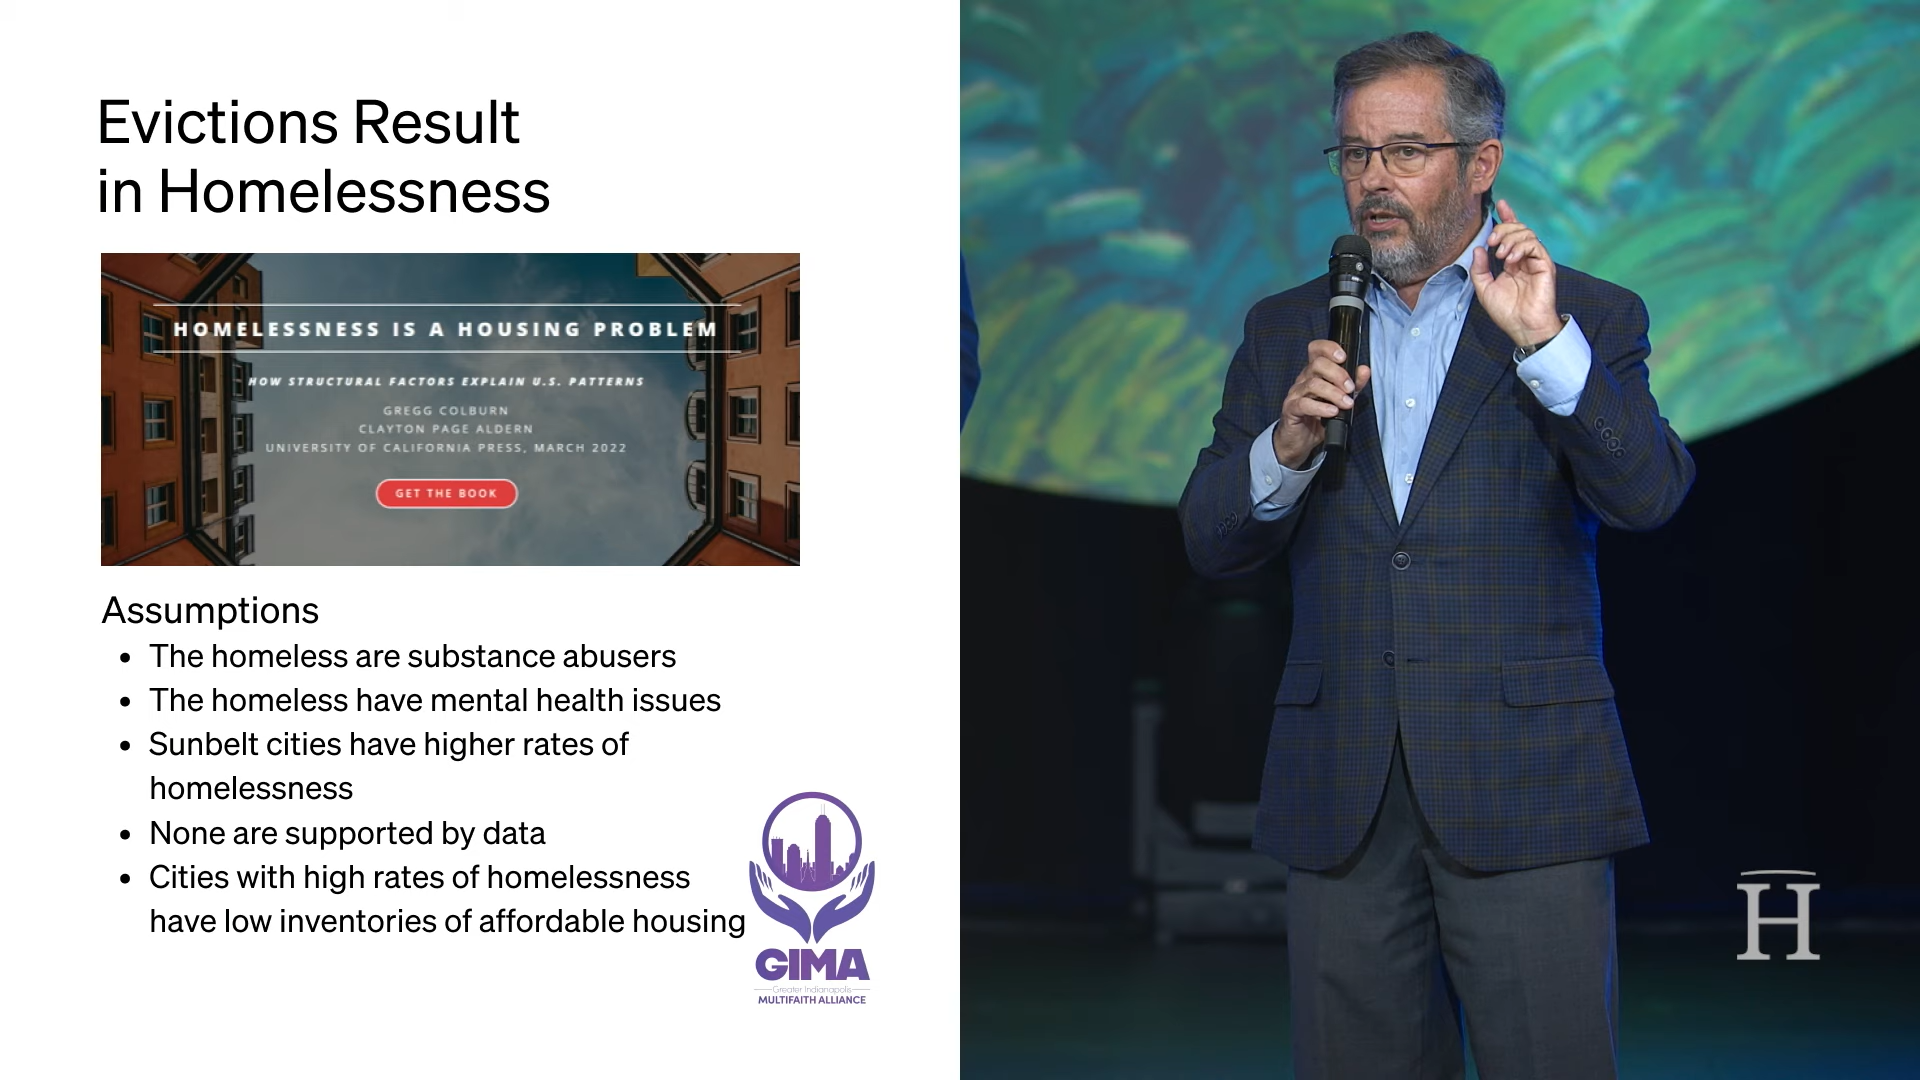 Evictions Result
in Homelessness
HOMELESSNESS IS A HOUSING PROBLEM
HOW STRUCTURAL FACTORS EXPLAIN U.S. PATTERNS
GREGG COLBURN
CLAYTON PAGE ALDERN
UNIVERSITY OF CALIFORNIA PRESS, MARCH 2022
GET THE BOOK
Assumptions
• The homeless are substance abusers
• The homeless have mental health issues
• Sunbelt cities have higher rates of
homelessness
• None are supported by data
• Cities with high rates of homelessness
have low inventories of affordable housing
GIMA
Greater Indianapolis
MULTIFAITH ALLIANCE
H